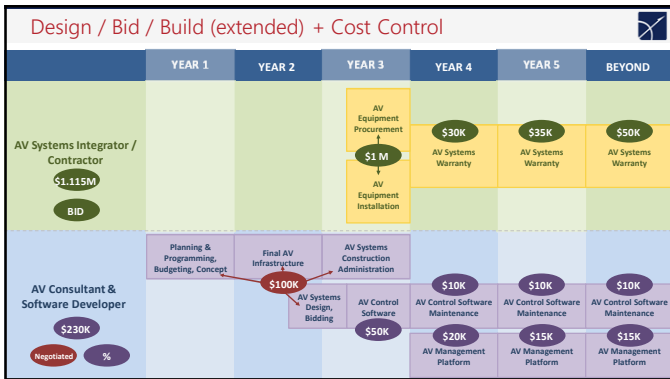 Design / Bid / Build (extended) + Cost Control
YEAR 1
YEAR 2
YEAR 3
YEAR 4
YEAR 5
BEYOND
AV Systems Integrator /
Contractor
$1.115M
BID
AV
Equipment
Procurement
$1 M
AV
Equipment
Installation
$30K
AV Systems
Warranty
$35K
AV Systems
Warranty
$50K
AV Systems
Warranty
AV Consultant &
Software Developer
$230K
Negotiated
%
Planning &
Programming,
Budgeting, Concept
Final AV
Infrastructure
AV Systems
Construction
Administration
$100K
AV Systems
Design,
Bidding
AV Control
Software
$50K
$10K
AV Control Software
Maintenance
$10K
AV Control Software
Maintenance
$10K
AV Control Software
Maintenance
$20K
AV Management
Platform
$15K
AV Management
Platform
$15K
AV Management
Platform